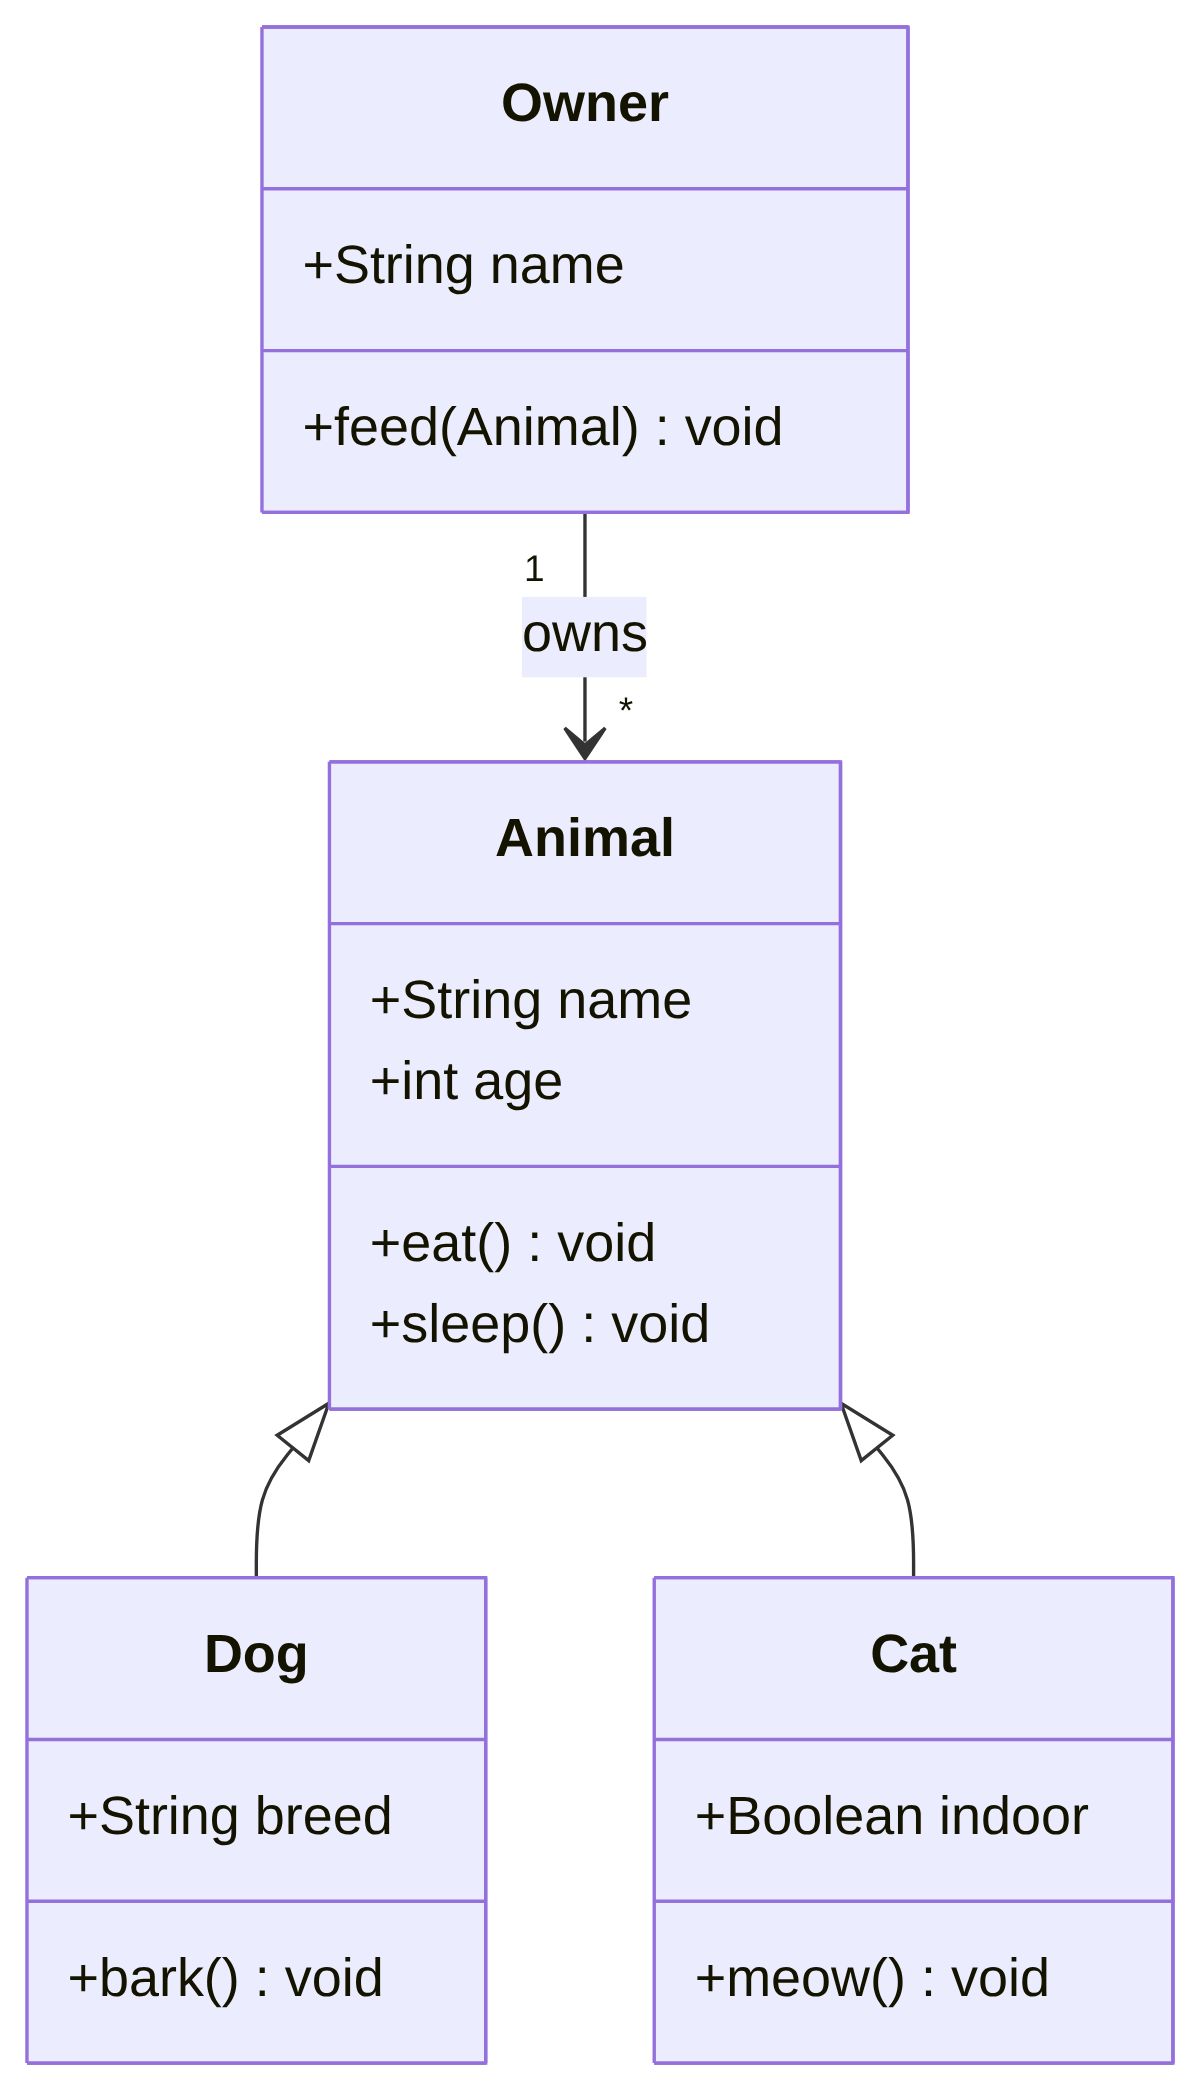 Owner
+String name
+feed(Animal) : void
1
owns
*
Animal
+String name
+int age
+eat() : void
+sleep() : void
Dog
+String breed
+bark() : void
Cat
+Boolean indoor
+meow() : void